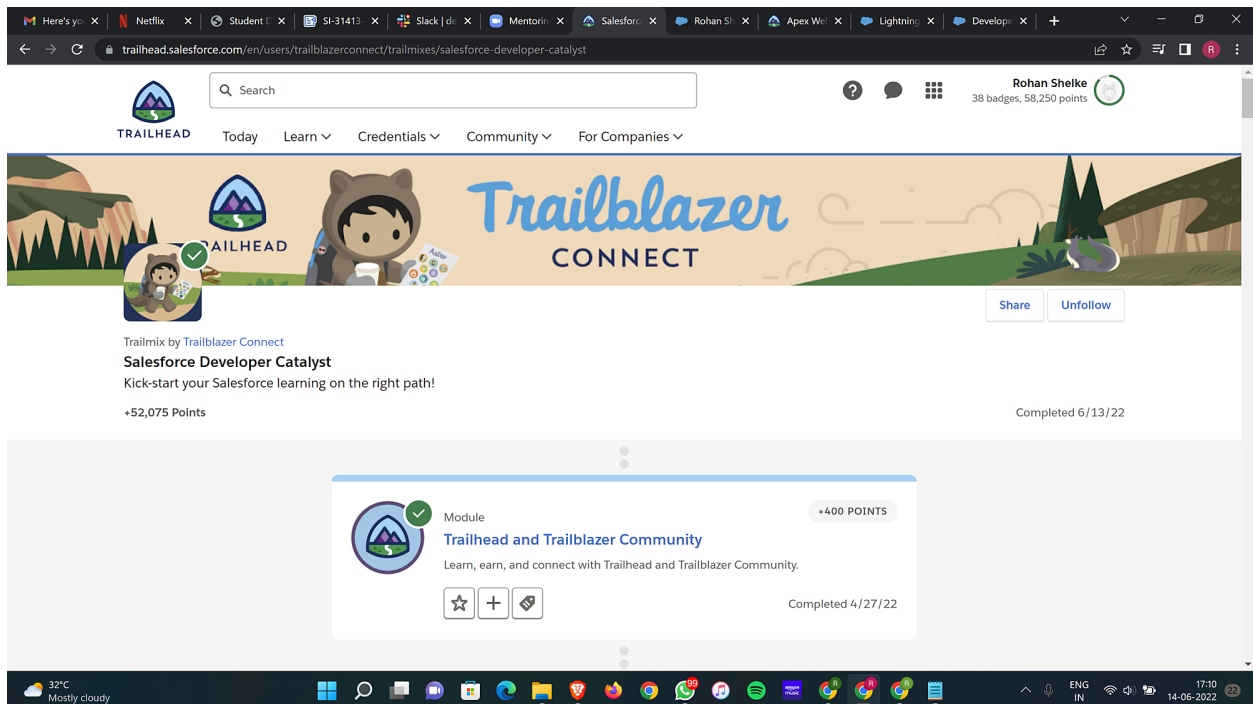 Here's yo
Netflix
Student D
SI-31413-
Slack | de
Mentorin
Salesforc
Rohan Sh
Apex We
Lightning
Develope
trailhead.salesforce.com/en/users/trailblazerconnect/trailmixes/salesforce-developer-catalyst
R
TRAILHEAD
Search
Rohan Shelke
38 badges, 58,250 points
Today Learn Credentials Community For Companies
TRAILHEAD
Trailblazer
CONNECT
Astro
Share Unfollow
Trailmix by Trailblazer Connect
Salesforce Developer Catalyst
Kick-start your Salesforce learning on the right path!
+52,075 Points
Completed 6/13/22
Module
+400 POINTS
Trailhead and Trailblazer Community
Learn, earn, and connect with Trailhead and Trailblazer Community.
Completed 4/27/22
32°C
Mostly cloudy
99
amazon
music
R
R
R
ENG
IN
17:10
14-06-2022
22